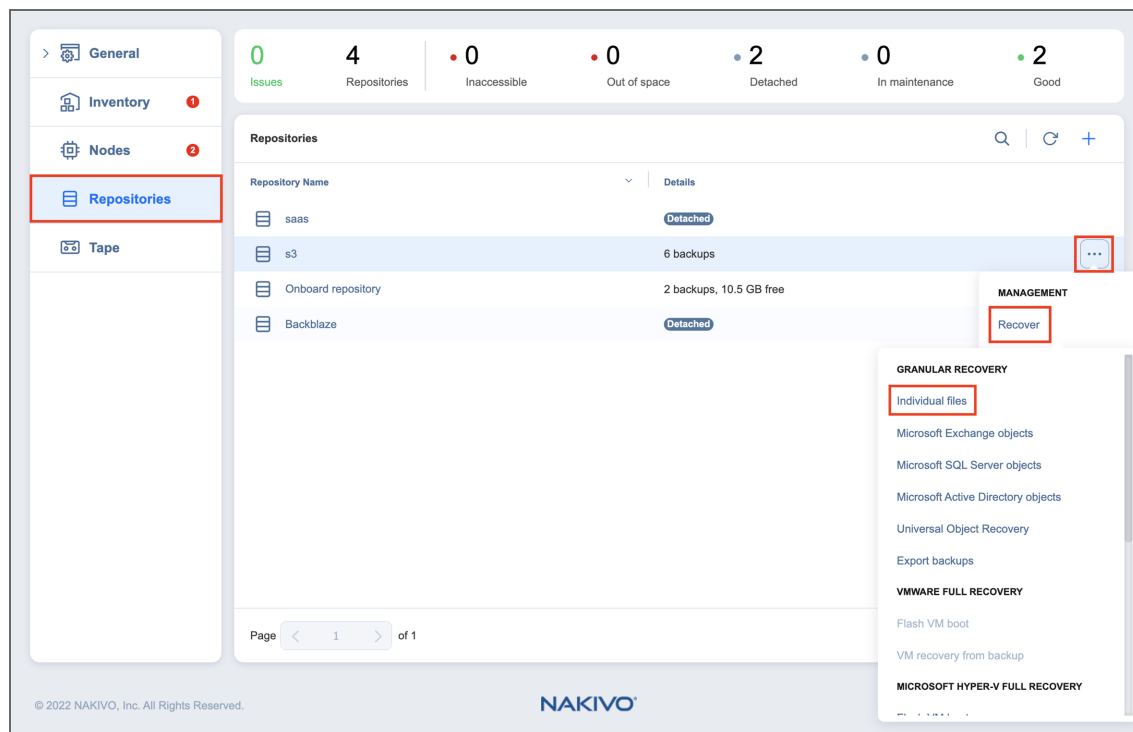 General
Inventory 1
Nodes 2
Repositories
Tape
0 4 0 0 2 0 2
Issues Repositories Inaccessible Out of space Detached In maintenance Good
Repositories
Repository Name Details
saas Detached
s3 6 backups
Onboard repository 2 backups, 10.5 GB free
Backblaze Detached
MANAGEMENT
Recover
GRANULAR RECOVERY
Individual files
Microsoft Exchange objects
Microsoft SQL Server objects
Microsoft Active Directory objects
Universal Object Recovery
Export backups
VMWARE FULL RECOVERY
Flash VM boot
VM recovery from backup
MICROSOFT HYPER-V FULL RECOVERY
Page 1 of 1
© 2022 NAKIVO, Inc. All Rights Reserved.
NAKIVO®